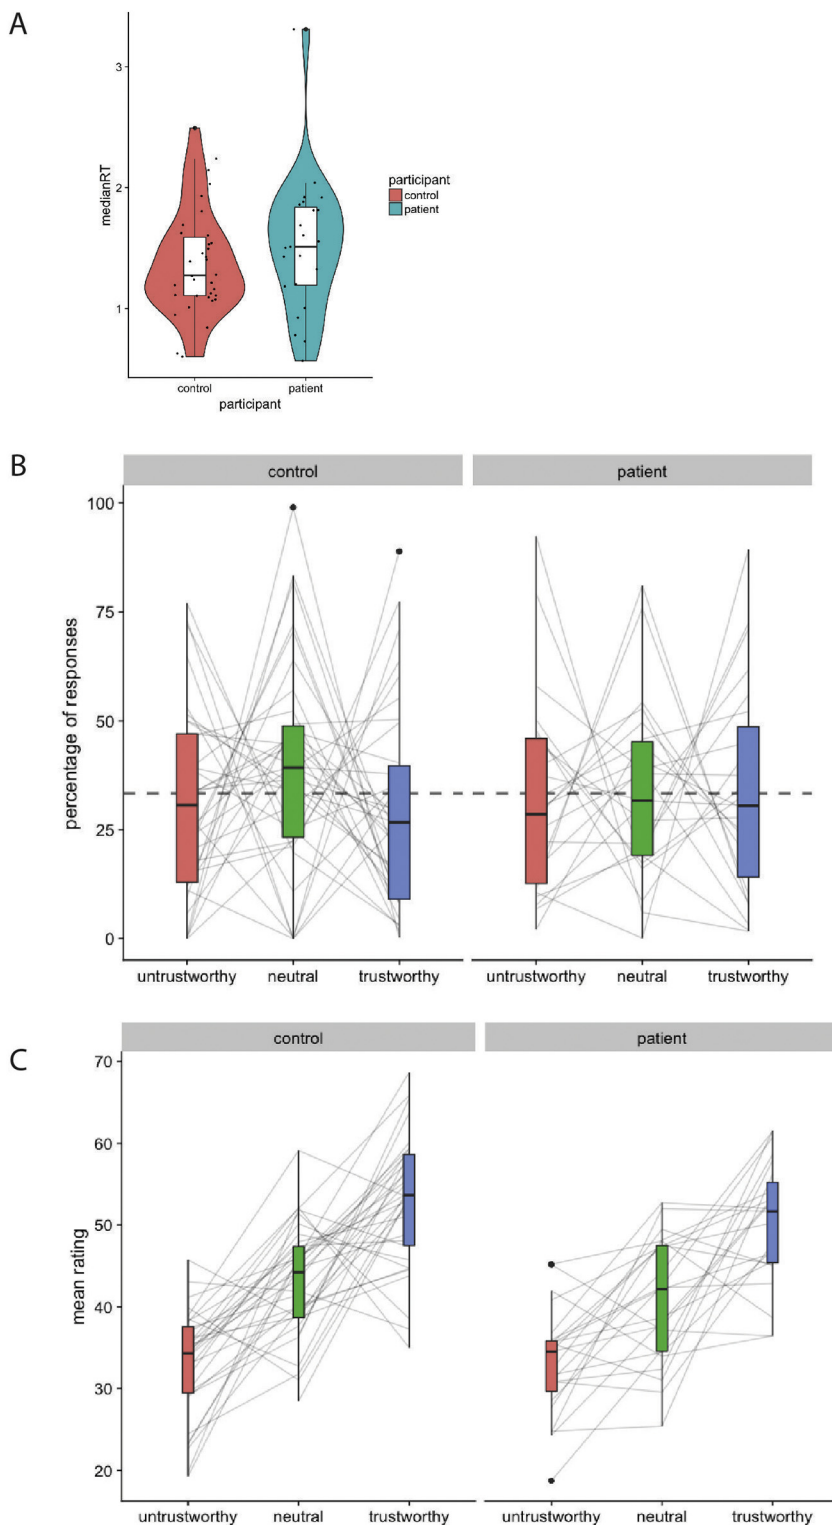 A
3
2
1
medianRT
control
patient
participant
participant
control
patient
B
control
patient
100
75
50
25
0
percentage of responses
untrustworthy
neutral
trustworthy
untrustworthy
neutral
trustworthy
C
control
patient
70
60
50
40
30
20
mean rating
untrustworthy
neutral
trustworthy
untrustworthy
neutral
trustworthy